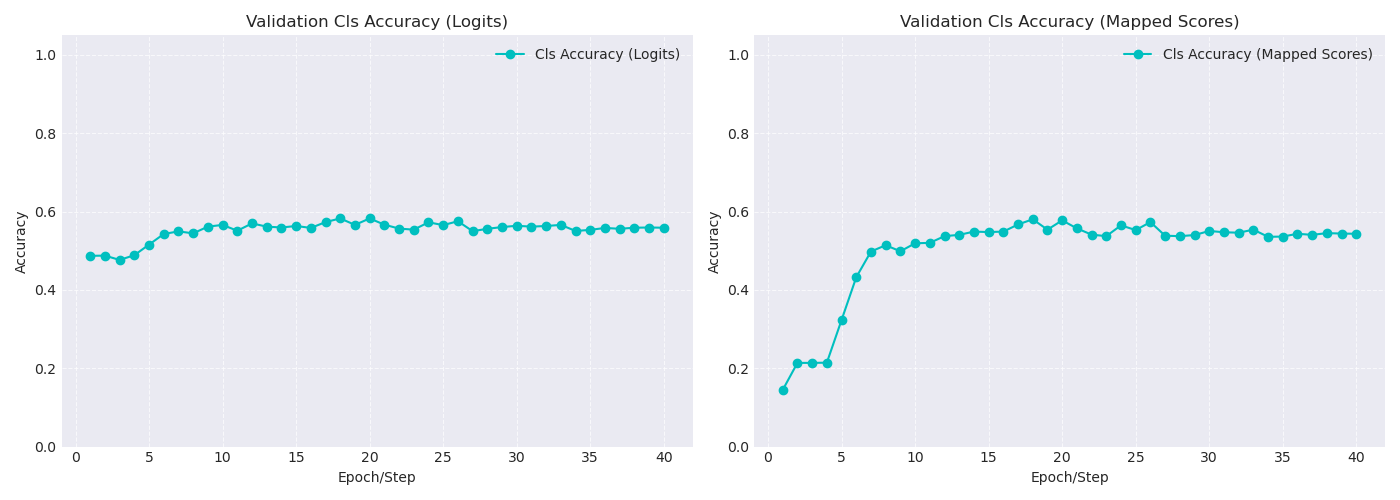 Validation Cls Accuracy (Logits)
Cls Accuracy (Logits)
Accuracy
1.0
0.8
0.6
0.4
0.2
0.0
0 5 10 15 20 25 30 35 40
Epoch/Step
Validation Cls Accuracy (Mapped Scores)
Cls Accuracy (Mapped Scores)
Accuracy
1.0
0.8
0.6
0.4
0.2
0.0
0 5 10 15 20 25 30 35 40
Epoch/Step